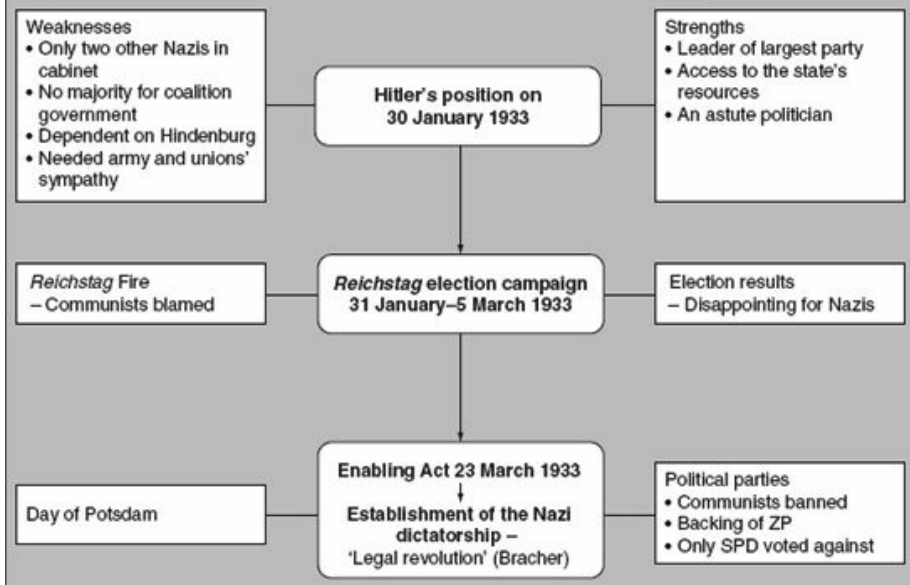 Weaknesses
• Only two other Nazis in
cabinet
• No majority for coalition
government
• Dependent on Hindenburg
• Needed army and unions'
sympathy
Hitler's position on
30 January 1933
Strengths
• Leader of largest party
• Access to the state's
resources
• An astute politician
Reichstag Fire
– Communists blamed
Reichstag election campaign
31 January–5 March 1933
Election results
– Disappointing for Nazis
Day of Potsdam
Enabling Act 23 March 1933
Establishment of the Nazi
dictatorship –
'Legal revolution' (Bracher)
Political parties
• Communists banned
• Backing of ZP
• Only SPD voted against